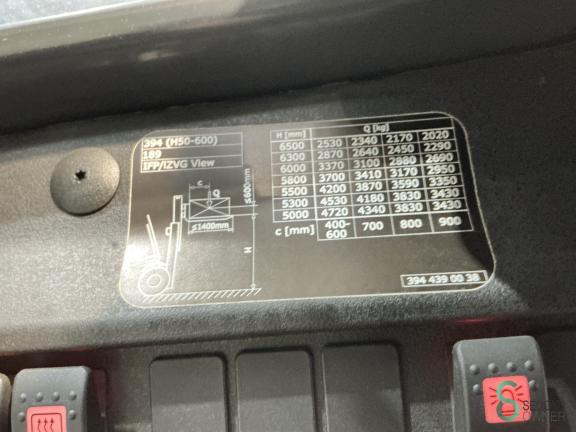 394 (H50-600)
189
IFP/IZVG View
c
Q
≤600mm
≤1400mm
H
H [mm] Q [kg]
6500 2530 2340 2170 2020
6300 2870 2640 2450 2290
6000 3370 3100 2880 2690
5800 3700 3410 3170 2950
5500 4200 3870 3590 3350
5300 4530 4180 3830 3430
5000 4720 4340 3830 3430
c [mm] 400-600 700 800 900
394 439 00 38
OWNER